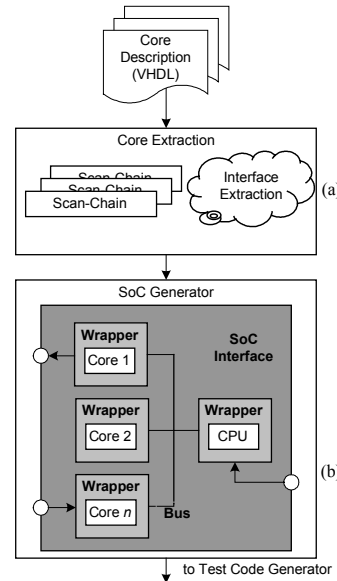 Core
Description
(VHDL)
Core Extraction
Scan-Chain
Scan-Chain
Scan-Chain
Interface
Extraction
(a)
SoC Generator
Wrapper
Core 1
SoC
Interface
Wrapper
Core 2
Wrapper
CPU
Wrapper
Core n
Bus
(b)
to Test Code Generator